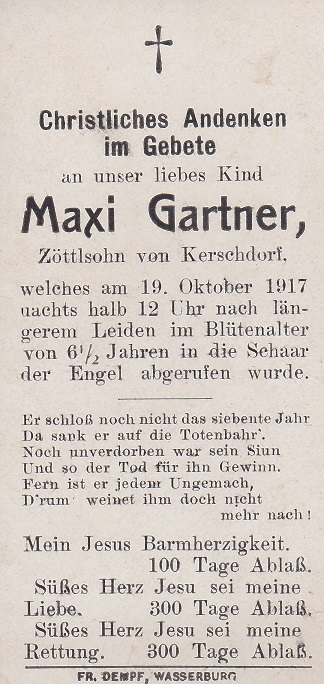 Christliches Andenken
im Gebete
an unser liebes Kind
Maxi Gartner,
Zöttlsohn von Kerschdorf,
welches am 19. Oktober 1917
nachts halb 12 Uhr nach län-
gerem Leiden im Blütenalter
von 6½ Jahren in die Schaar
der Engel abgerufen wurde.
Er schloß noch nicht das siebente Jahr
Da sank er auf die Totenbahr'.
Noch unverdorben war sein Sinn
Und so der Tod für ihn Gewinn.
Fern ist er jedem Ungemach,
D'rum weinet ihm doch nicht
mehr nach!
Mein Jesus Barmherzigkeit.
100 Tage Ablaß.
Süßes Herz Jesu sei meine
Liebe. 300 Tage Ablaß.
Süßes Herz Jesu sei meine
Rettung. 300 Tage Ablaß.
FR. DEMPF, WASSERBURG